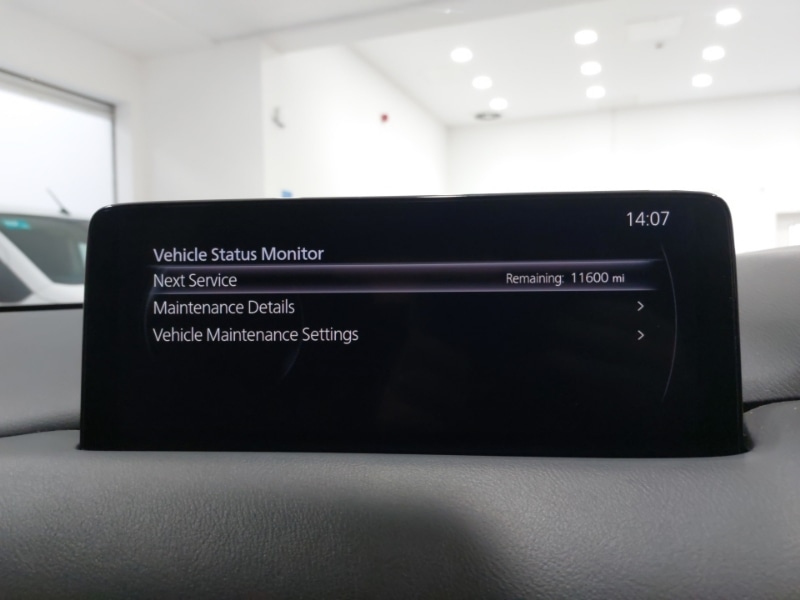 14:07
Vehicle Status Monitor
Next Service Remaining: 11600 mi
Maintenance Details >
Vehicle Maintenance Settings >